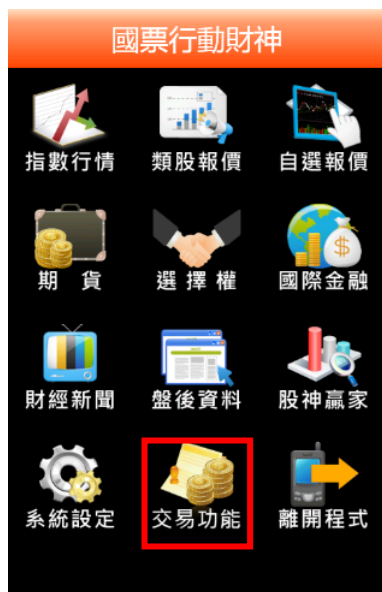 國票行動財神
指數行情 類股報價 自選報價
期 貨 選擇權 國際金融
財經新聞 盤後資料 股神贏家
系統設定 交易功能 離開程式